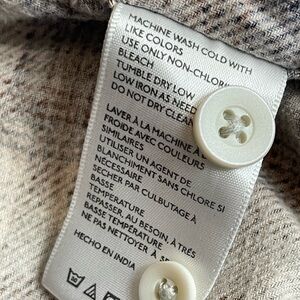 MACHINE WASH COLD WITH
LIKE COLORS
USE ONLY NON-CHLOR
BLEACH
TUMBLE DRY LOW
LOW IRON AS NEED
DO NOT DRY CLEAN
LAVER À LA MACHINE À E
FROIDE AVEC COULEURS
SIMILAIRES
UTILISER UN AGENT DE
BLANCHIMENT SANS CHLORE SI
NÉCESSAIRE
SÉCHER PAR CULBUTAGE À
BASSE
TEMPÉRATURE
REPASSER, AU BESOIN, À TRÈS
BASSE TEMPÉRATURE
NE PAS NETTOYER À SE
HECHO EN INDIA